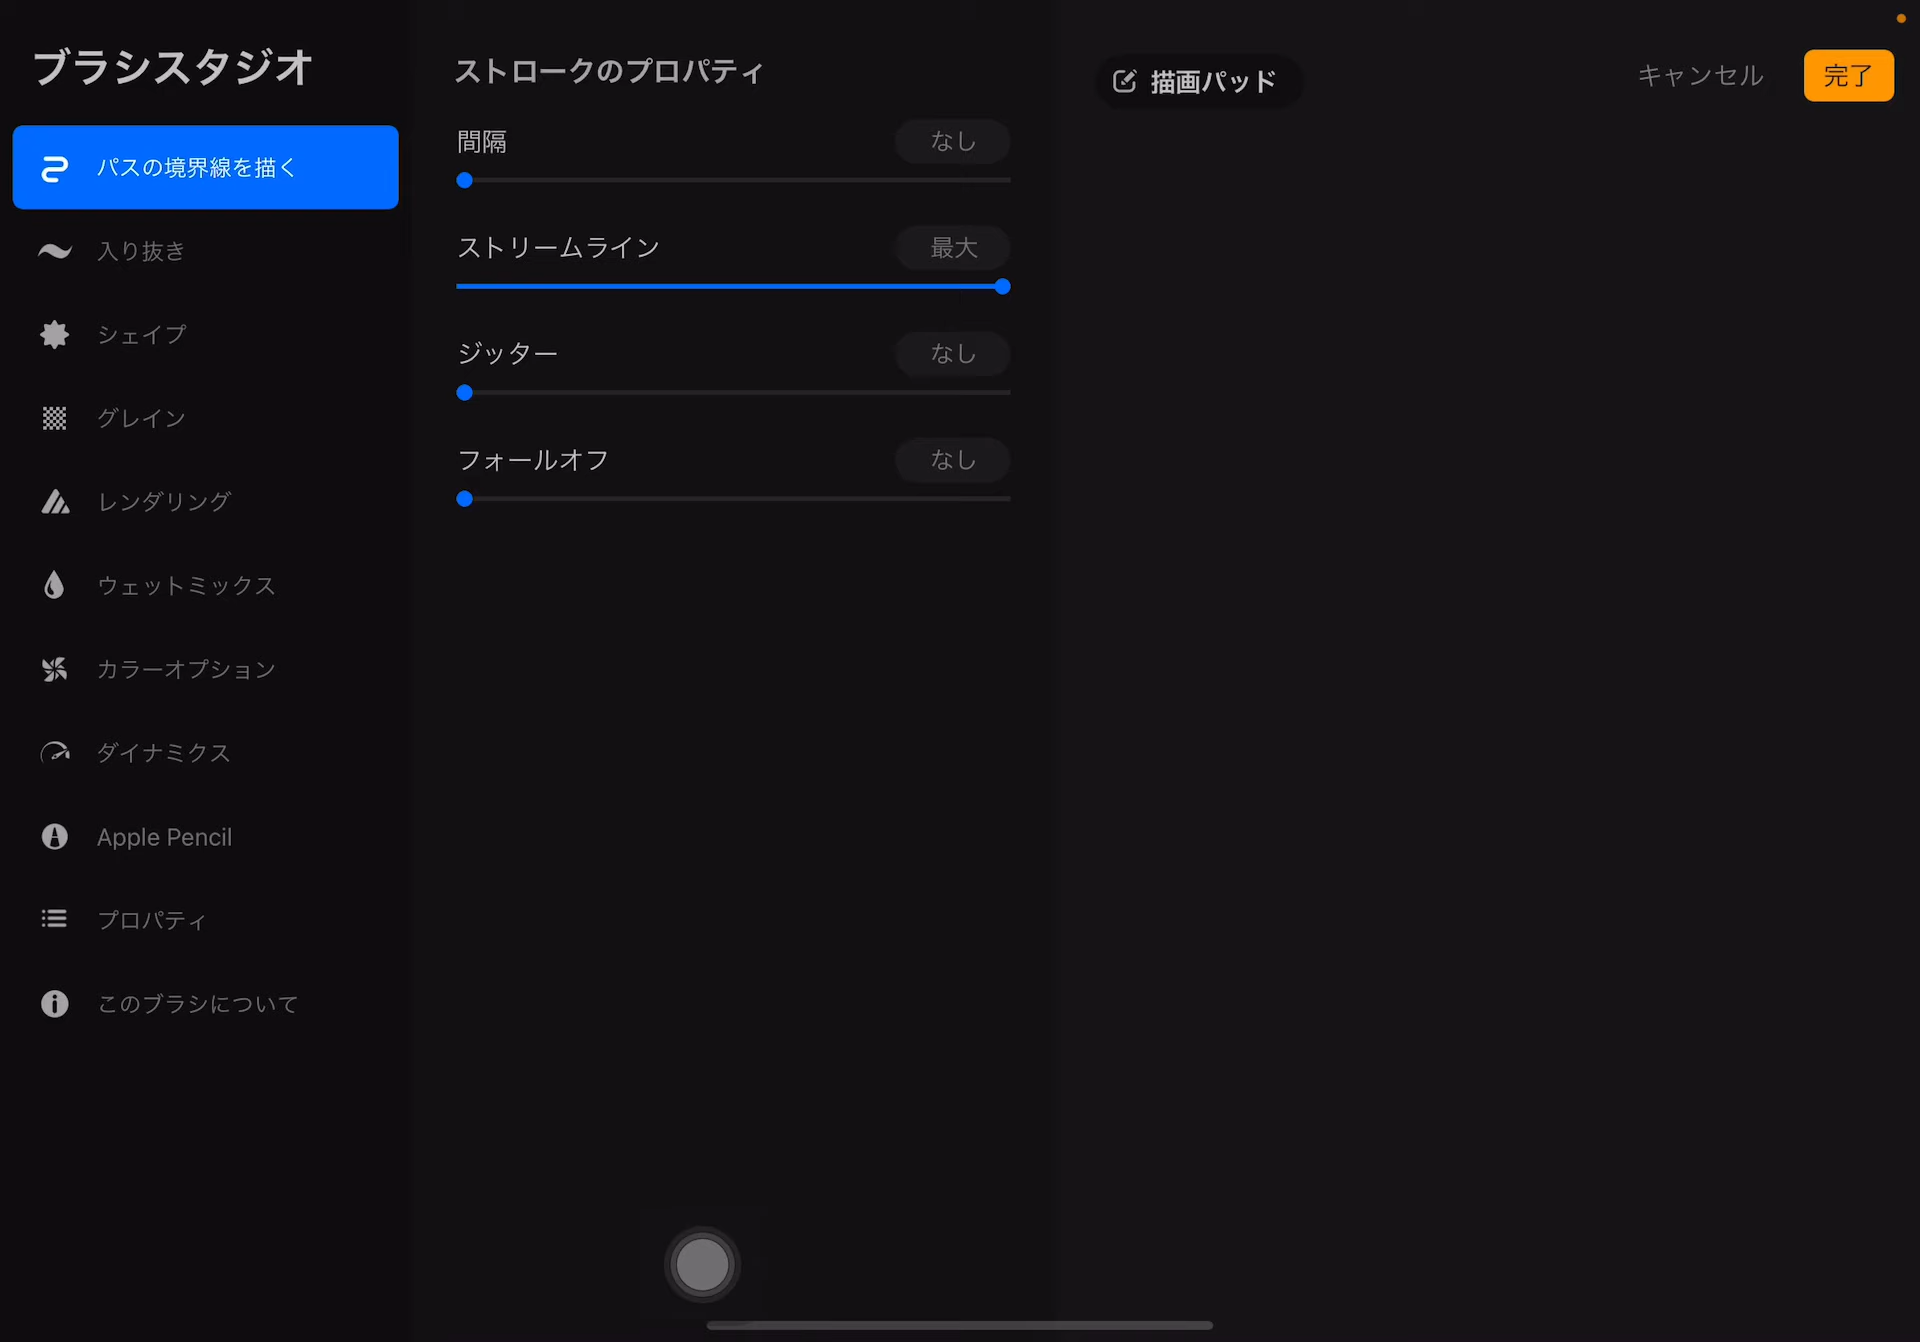 ブラシスタジオ
パスの境界線を描く
入り抜き
シェイプ
グレイン
レンダリング
ウェットミックス
カラーオプション
ダイナミクス
Apple Pencil
プロパティ
このブラシについて
ストロークのプロパティ
間隔 なし
ストリームライン 最大
ジッター なし
フォールオフ なし
描画パッド
キャンセル
完了